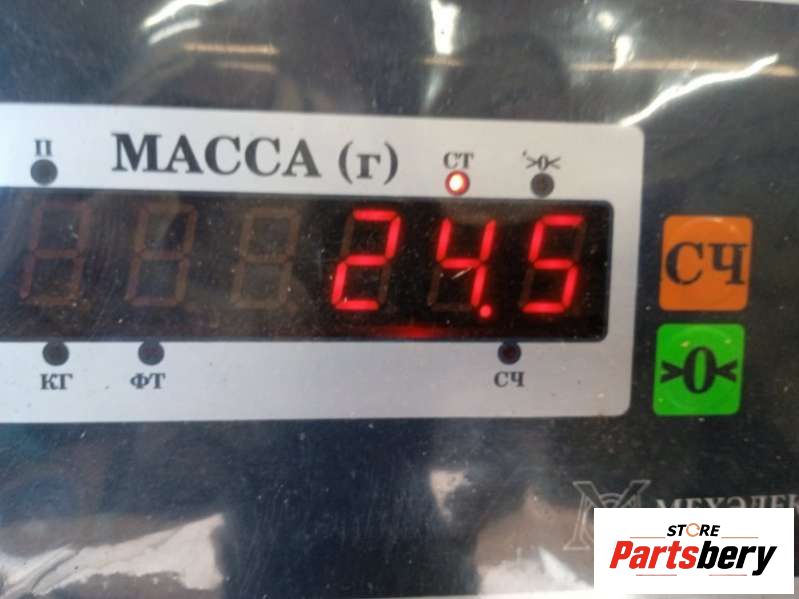 П МАССА (г) СТ >0<
24.5 СЧ
>0<
КГ ФТ СЧ
STORE
Partsbery